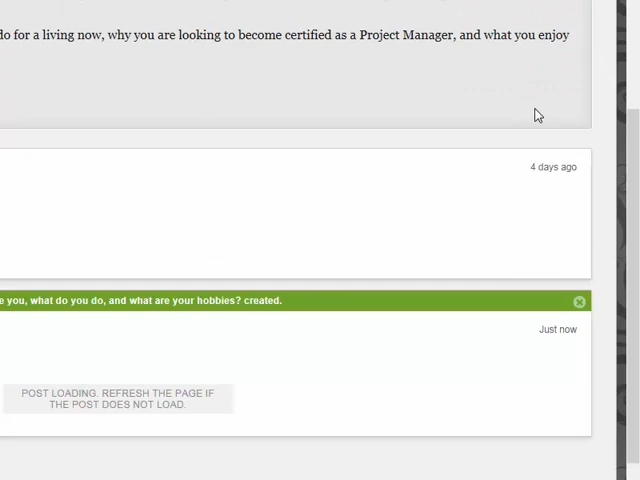 do for a living now, why you are looking to become certified as a Project Manager, and what you enjoy
4 days ago
e you, what do you do, and what are your hobbies? created.
Just now
POST LOADING. REFRESH THE PAGE IF
THE POST DOES NOT LOAD.